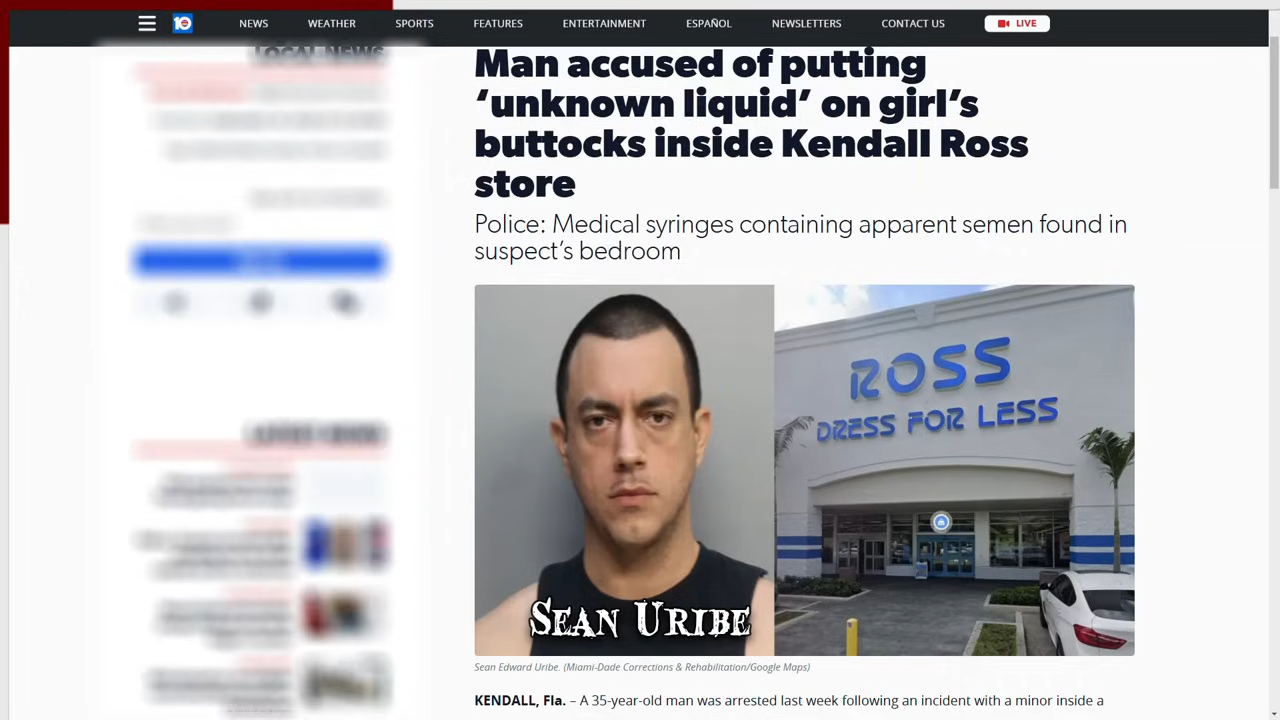 10
NEWS
WEATHER
SPORTS
FEATURES
ENTERTAINMENT
ESPAÑOL
NEWSLETTERS
CONTACT US
LIVE
LOCAL NEWS
Man accused of putting
‘unknown liquid’ on girl’s
buttocks inside Kendall Ross
store
Police: Medical syringes containing apparent semen found in
suspect’s bedroom
ROSS
DRESS FOR LESS
SEAN URIBE
Sean Edward Uribe. (Miami-Dade Corrections & Rehabilitation/Google Maps)
KENDALL, Fla. – A 35-year-old man was arrested last week following an incident with a minor inside a